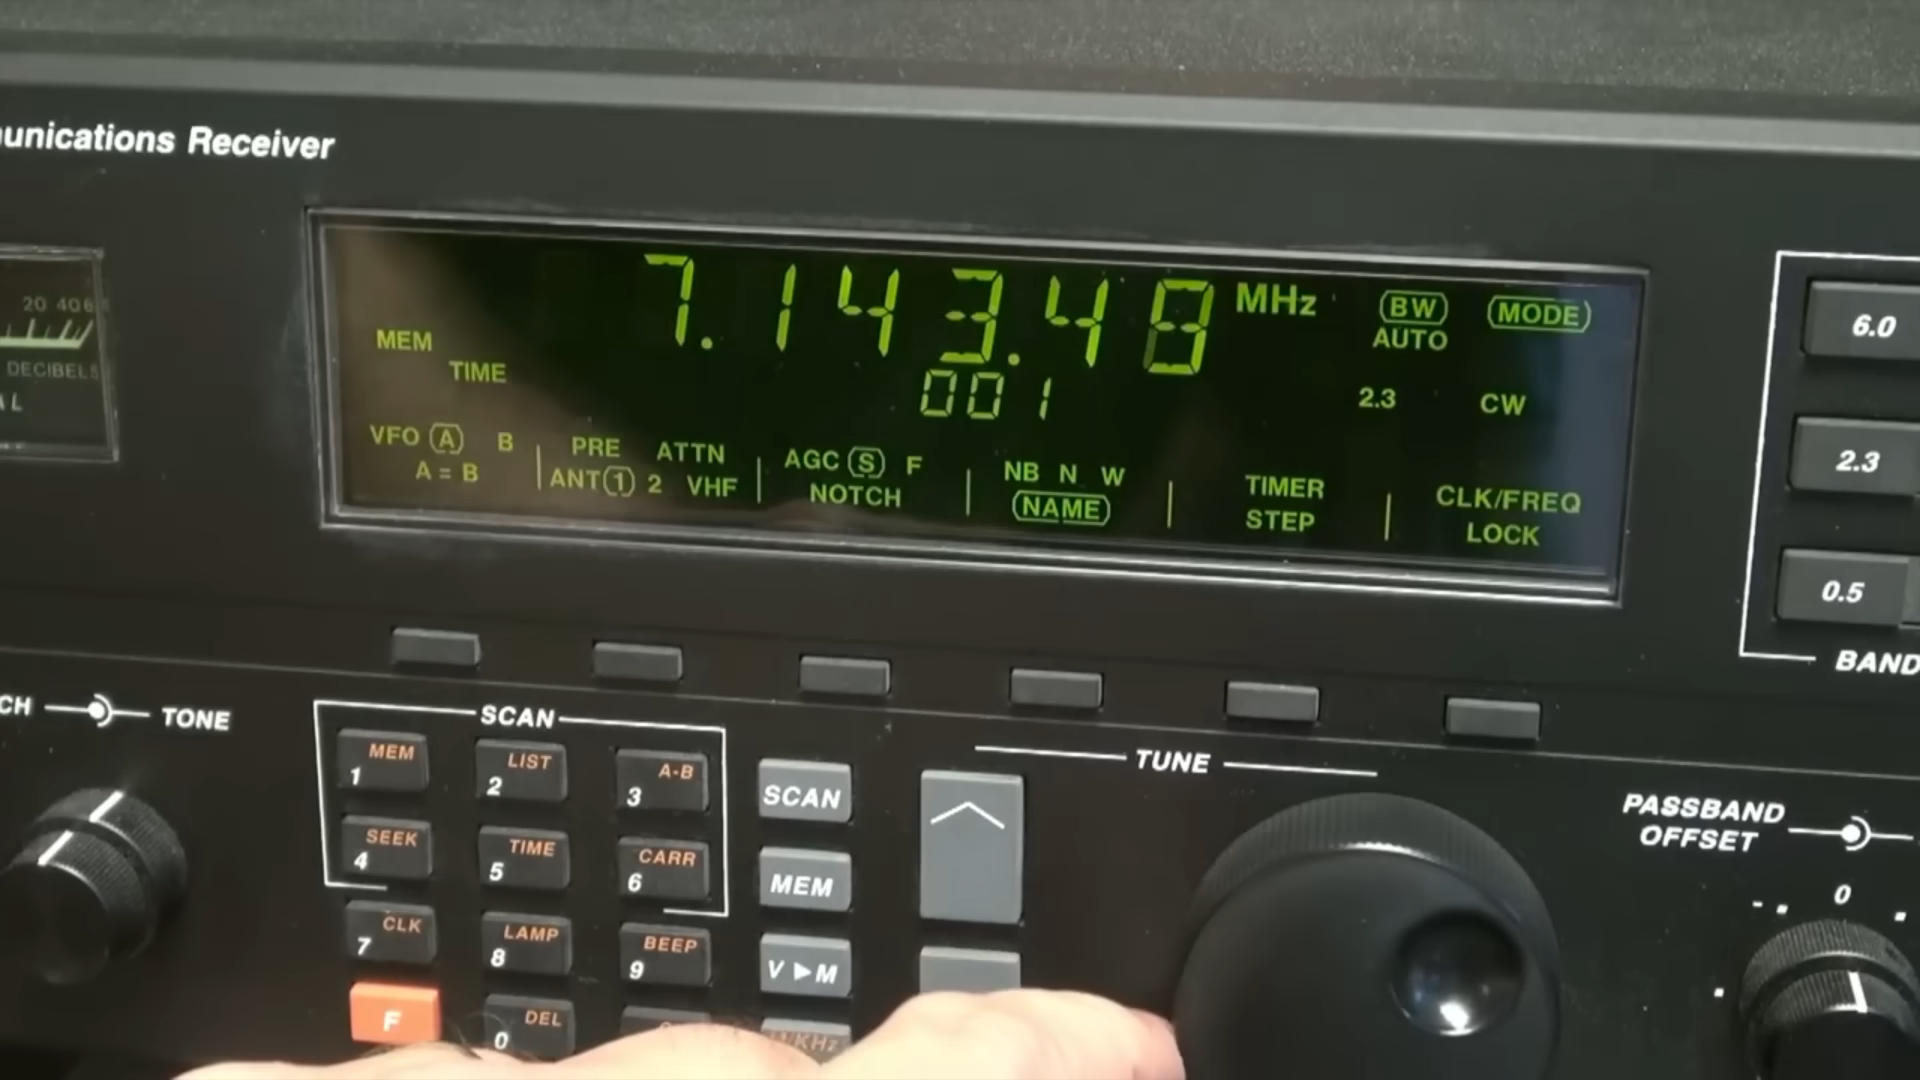 unications Receiver
20 40 6
DECIBELS
AL
7.143.48 MHz
BW MODE
AUTO
MEM
TIME
001
2.3 CW
VFO A B
A = B
PRE ATTN
ANT 1 2 VHF
AGC S F
NOTCH
NB N W
NAME
TIMER
STEP
CLK/FREQ
LOCK
6.0
2.3
0.5
BAND
CH TONE
SCAN
MEM
1
LIST
2
A-B
3
SEEK
4
TIME
5
CARR
6
CLK
7
LAMP
8
BEEP
9
F
DEL
0
SCAN
MEM
V ▶ M
TUNE
PASSBAND
OFFSET
0
-